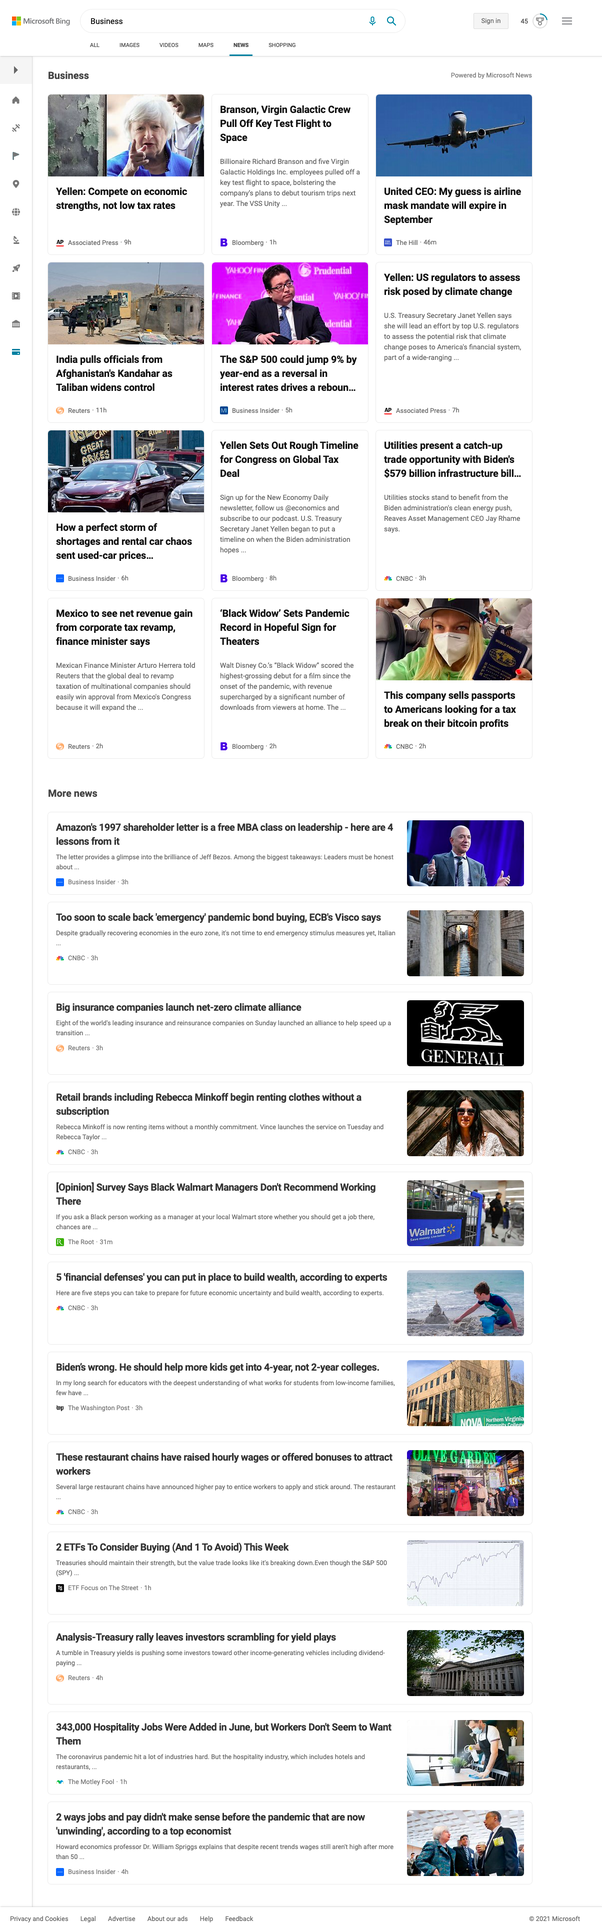 Microsoft Bing
Business
Sign in
45
ALL
IMAGES
VIDEOS
MAPS
NEWS
SHOPPING
Business
Powered by Microsoft News
Yellen: Compete on economic
strengths, not low tax rates
AP Associated Press · 9h
Branson, Virgin Galactic Crew
Pull Off Key Test Flight to
Space
Billionaire Richard Branson and five Virgin
Galactic Holdings Inc. employees pulled off a
key test flight to space, bolstering the
company's plans to debut tourism trips next
year. The VSS Unity ...
B Bloomberg · 1h
United CEO: My guess is airline
mask mandate will expire in
September
The Hill · 46m
India pulls officials from
Afghanistan's Kandahar as
Taliban widens control
Reuters · 11h
YAHOO!
FINANCE
Prudential
The S&P 500 could jump 9% by
year-end as a reversal in
interest rates drives a reboun...
Business Insider · 5h
Yellen: US regulators to assess
risk posed by climate change
U.S. Treasury Secretary Janet Yellen says
she will lead an effort by top U.S. regulators
to assess the potential risk that climate
change poses to America's financial system,
part of a wide-ranging ...
AP Associated Press · 7h
USED CAR
GREAT
PRICES
How a perfect storm of
shortages and rental car chaos
sent used-car prices...
Business Insider · 6h
Yellen Sets Out Rough Timeline
for Congress on Global Tax
Deal
Sign up for the New Economy Daily
newsletter, follow us @economics and
subscribe to our podcast. U.S. Treasury
Secretary Janet Yellen began to put a
timeline on when the Biden administration
hopes ...
B Bloomberg · 8h
Utilities present a catch-up
trade opportunity with Biden's
$579 billion infrastructure bill...
Utilities stocks stand to benefit from the
Biden administration's clean energy push,
Reaves Asset Management CEO Jay Rhame
says.
CNBC · 3h
Mexico to see net revenue gain
from corporate tax revamp,
finance minister says
Mexican Finance Minister Arturo Herrera told
Reuters that the global deal to revamp
taxation of multinational companies should
easily win approval from Mexico's Congress
because it will expand the ...
Reuters · 2h
‘Black Widow’ Sets Pandemic
Record in Hopeful Sign for
Theaters
Walt Disney Co.'s “Black Widow” scored the
highest-grossing debut for a film since the
onset of the pandemic, with revenue
supercharged by a significant number of
downloads from viewers at home. The ...
B Bloomberg · 2h
This company sells passports
to Americans looking for a tax
break on their bitcoin profits
CNBC · 2h
More news
Amazon's 1997 shareholder letter is a free MBA class on leadership - here are 4
lessons from it
The letter provides a glimpse into the brilliance of Jeff Bezos. Among the biggest takeaways: Leaders must be honest
about ...
Business Insider · 3h
Too soon to scale back 'emergency' pandemic bond buying, ECB's Visco says
Despite gradually recovering economies in the euro zone, it's not time to end emergency stimulus measures yet, Italian
...
CNBC · 3h
Big insurance companies launch net-zero climate alliance
Eight of the world's leading insurance and reinsurance companies on Sunday launched an alliance to help speed up a
transition ...
Reuters · 3h
GENERALI
Retail brands including Rebecca Minkoff begin renting clothes without a
subscription
Rebecca Minkoff is now renting items without a monthly commitment. Vince launches the service on Tuesday and
Rebecca Taylor ...
CNBC · 3h
[Opinion] Survey Says Black Walmart Managers Don't Recommend Working
There
If you ask a Black person working as a manager at your local Walmart store whether you should get a job there,
chances are ...
The Root · 31m
Walmart
5 'financial defenses' you can put in place to build wealth, according to experts
Here are five steps you can take to prepare for future economic uncertainty and build wealth, according to experts.
CNBC · 3h
Biden's wrong. He should help more kids get into 4-year, not 2-year colleges.
In my long search for educators with the deepest understanding of what works for students from low-income families,
few have ...
wp The Washington Post · 3h
NOVA Northern Virginia
These restaurant chains have raised hourly wages or offered bonuses to attract
workers
Several large restaurant chains have announced higher pay to entice workers to apply and stick around. The restaurant
...
CNBC · 3h
OLIVE GARDEN
2 ETFs To Consider Buying (And 1 To Avoid) This Week
Treasuries should maintain their strength, but the value trade looks like it's breaking down.Even though the S&P 500
(SPY) ...
ETF Focus on The Street · 1h
Analysis-Treasury rally leaves investors scrambling for yield plays
A tumble in Treasury yields is pushing some investors toward other income-generating vehicles including dividend-
paying ...
Reuters · 4h
343,000 Hospitality Jobs Were Added in June, but Workers Don't Seem to Want
Them
The coronavirus pandemic hit a lot of industries hard. But the hospitality industry, which includes hotels and
restaurants, ...
The Motley Fool · 1h
2 ways jobs and pay didn't make sense before the pandemic that are now
'unwinding', according to a top economist
Howard economics professor Dr. William Spriggs explains that despite recent trends wages still aren't high after more
than 50 ...
Business Insider · 4h
Privacy and Cookies
Legal
Advertise
About our ads
Help
Feedback
© 2021 Microsoft